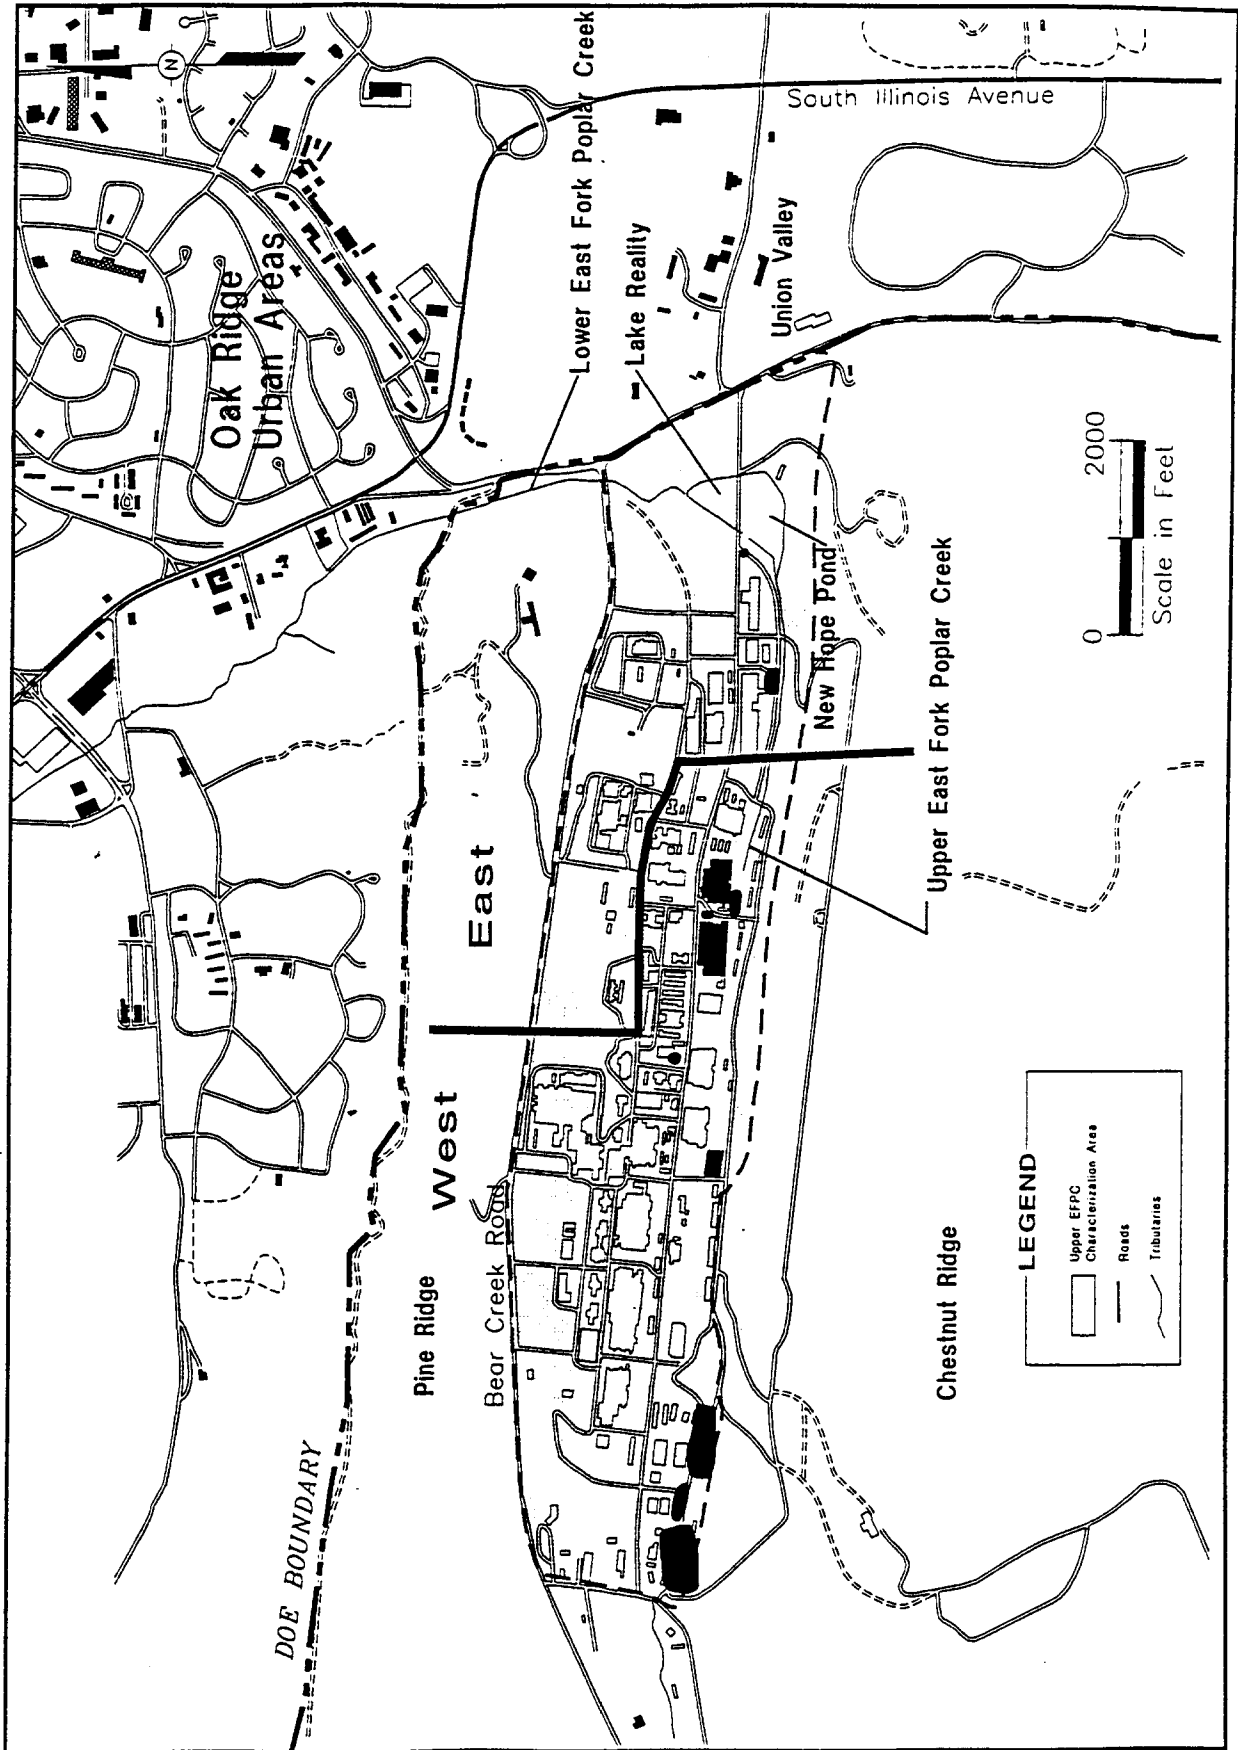 N
South Illinois Avenue
Lower East Fork Poplar Creek
Oak Ridge
Urban Areas
Lake Reality
Union Valley
0 2000
Scale in Feet
New Hope Pond
Upper East Fork Poplar Creek
East
West
Pine Ridge
Bear Creek Road
Chestnut Ridge
DOE BOUNDARY
LEGEND
Upper EFPC
Characterization Area
Roads
Tributaries